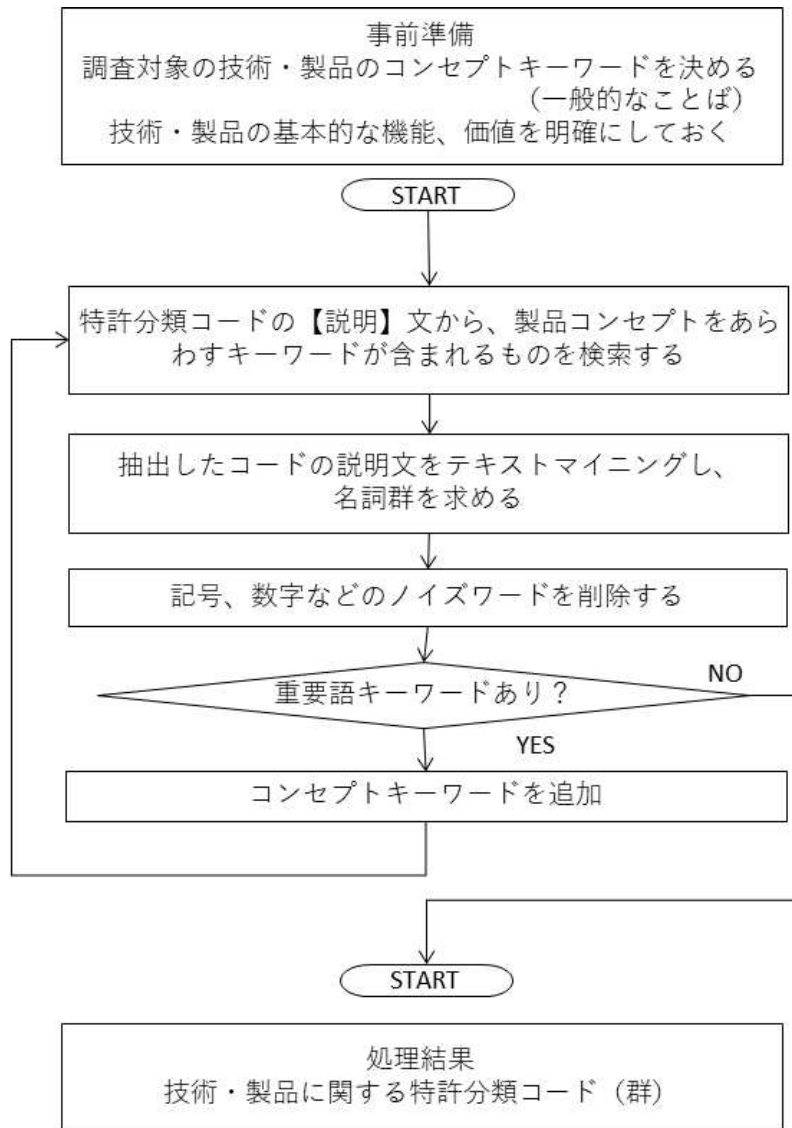 事前準備
調査対象の技術・製品のコンセプトキーワードを決める
（一般的なことば）
技術・製品の基本的な機能、価値を明確にしておく
START
特許分類コードの【説明】文から、製品コンセプトをあら
わすキーワードが含まれるものを検索する
抽出したコードの説明文をテキストマイニングし、
名詞群を求める
記号、数字などのノイズワードを削除する
重要語キーワードあり？
NO
YES
コンセプトキーワードを追加
START
処理結果
技術・製品に関する特許分類コード（群）